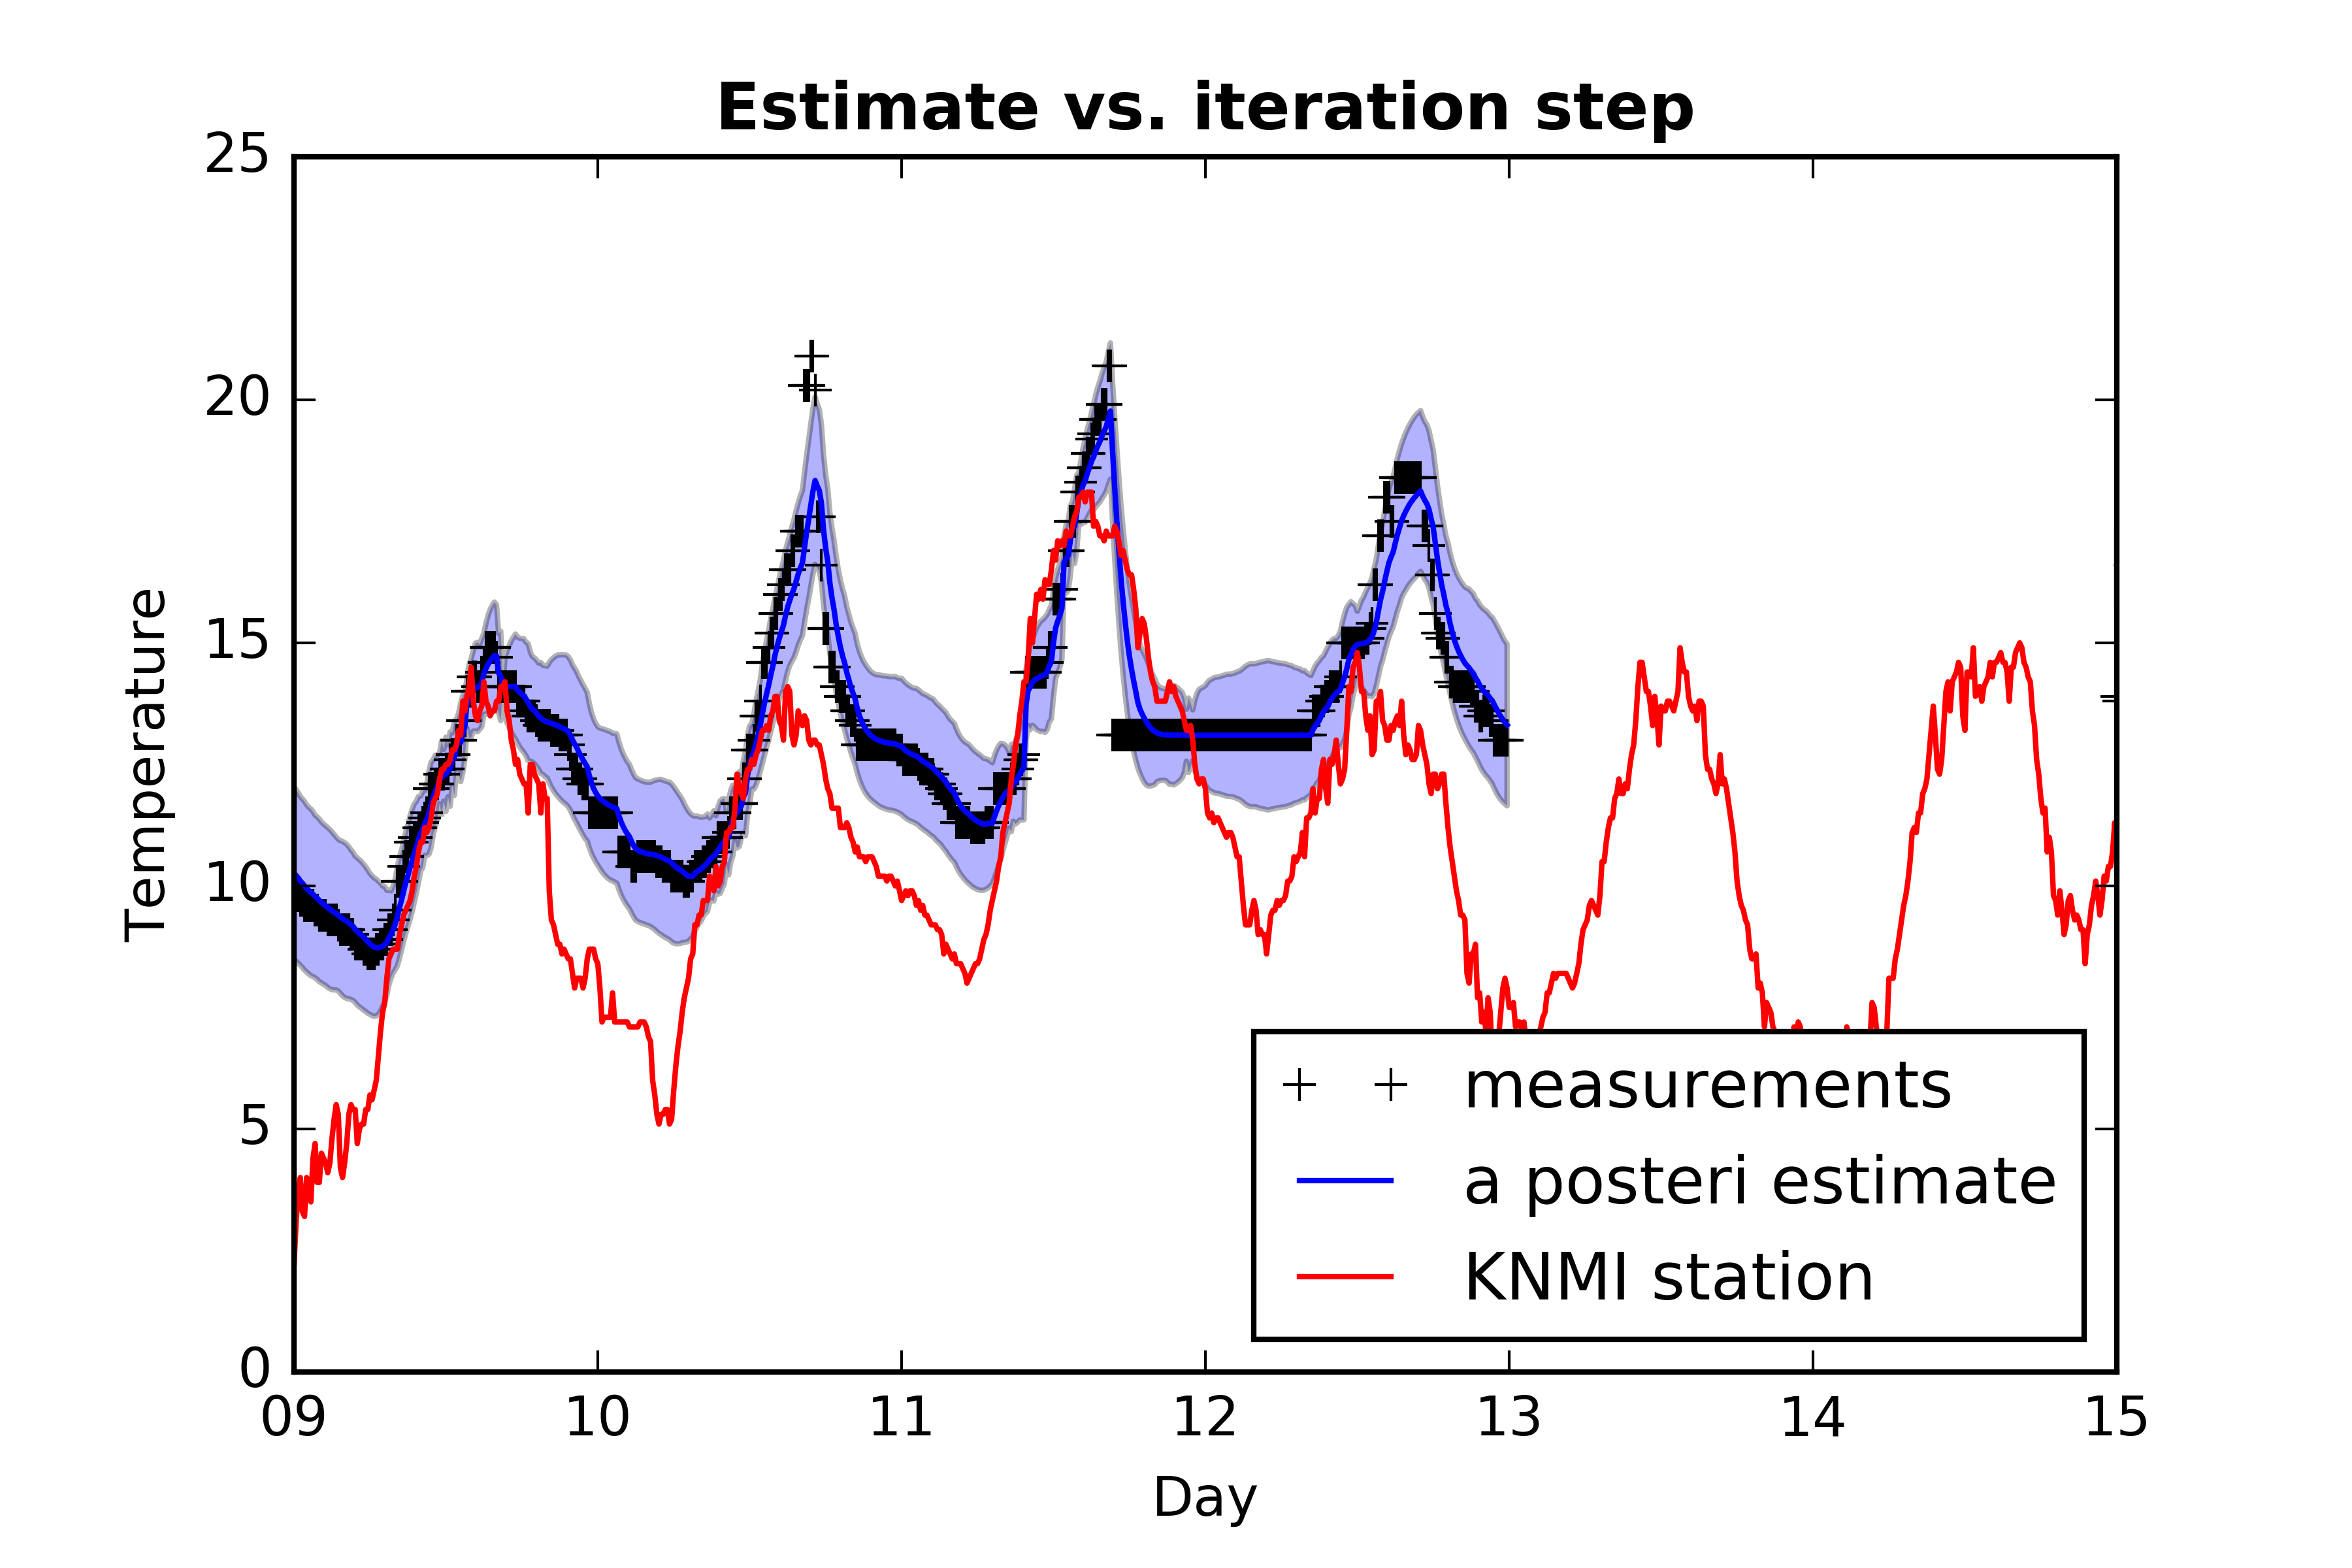 Estimate vs. iteration step
25
20
15
10
5
0
Temperature
09 10 11 12 13 14 15
Day
measurements
a posteri estimate
KNMI station